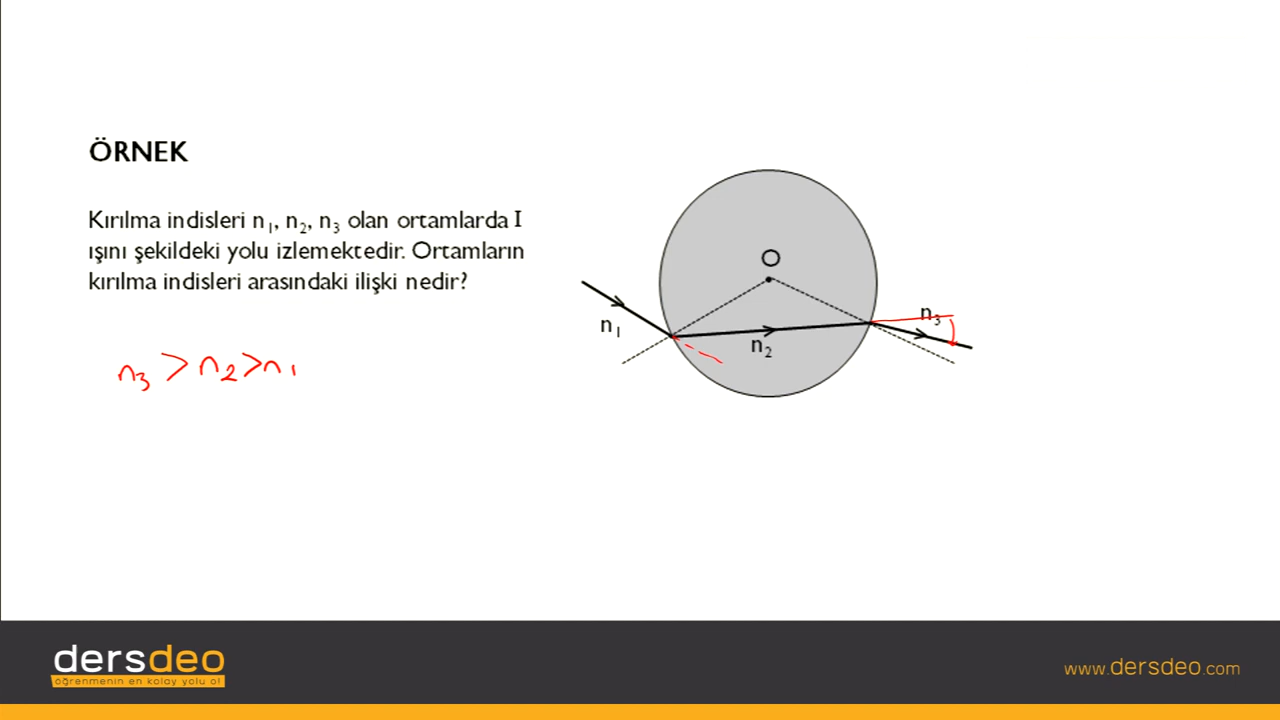 ÖRNEK
Kırılma indisleri n₁, n₂, n₃ olan ortamlarda I
ışını şekildeki yolu izlemektedir. Ortamların
kırılma indisleri arasındaki ilişki nedir?
n₃ > n₂ > n₁
O
n₁
n₂
n₃
dersdeo
öğrenmenin en kolay yolu o!
www.dersdeo.com